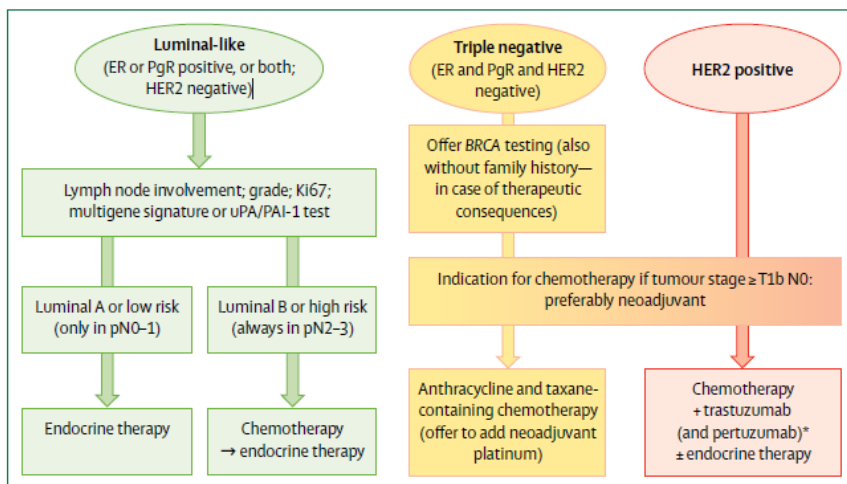 Luminal-like
(ER or PgR positive, or both;
HER2 negative)
Lymph node involvement; grade; Ki67;
multigene signature or uPA/PAI-1 test
Luminal A or low risk
(only in pN0–1)
Luminal B or high risk
(always in pN2–3)
Endocrine therapy
Chemotherapy
→ endocrine therapy
Triple negative
(ER and PgR and HER2
negative)
Offer BRCA testing (also
without family history—
in case of therapeutic
consequences)
HER2 positive
Indication for chemotherapy if tumour stage ≥ T1b N0:
preferably neoadjuvant
Anthracycline and taxane-
containing chemotherapy
(offer to add neoadjuvant
platinum)
Chemotherapy
+ trastuzumab
(and pertuzumab)*
± endocrine therapy